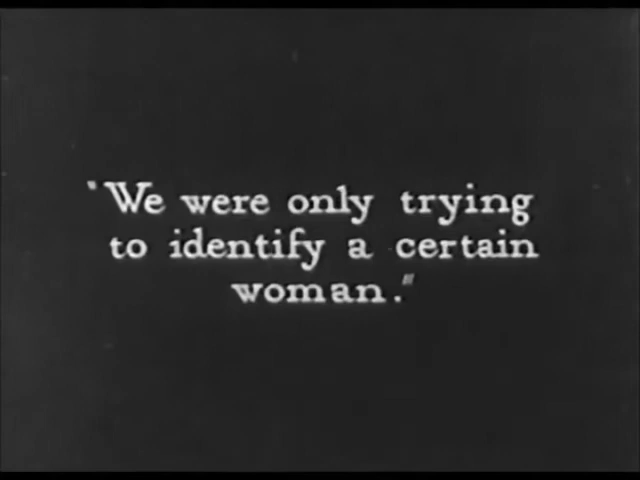 "We were only trying
to identify a certain
woman."